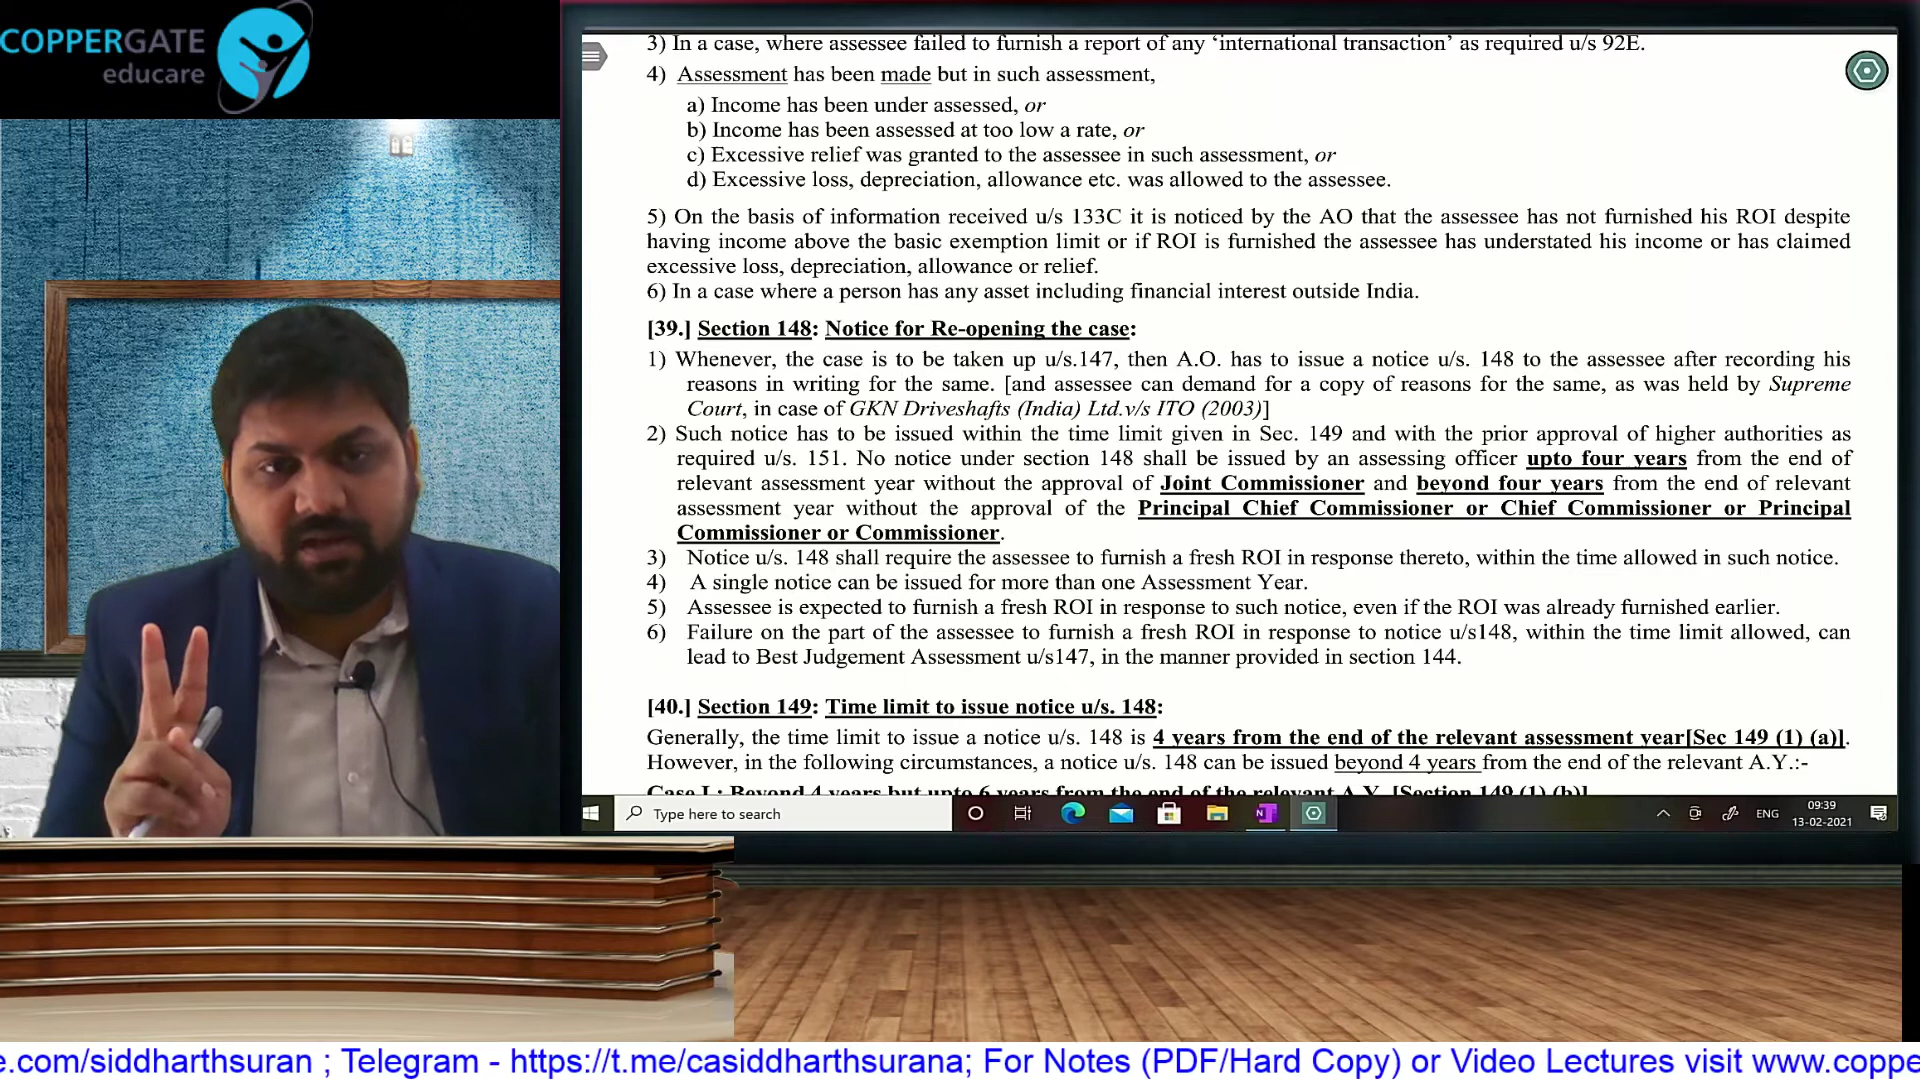 COPPERGATE
educare
3) In a case, where assessee failed to furnish a report of any ‘international transaction’ as required u/s 92E.
4) Assessment has been made but in such assessment,
a) Income has been under assessed, or
b) Income has been assessed at too low a rate, or
c) Excessive relief was granted to the assessee in such assessment, or
d) Excessive loss, depreciation, allowance etc. was allowed to the assessee.
5) On the basis of information received u/s 133C it is noticed by the AO that the assessee has not furnished his ROI despite
having income above the basic exemption limit or if ROI is furnished the assessee has understated his income or has claimed
excessive loss, depreciation, allowance or relief.
6) In a case where a person has any asset including financial interest outside India.
[39.] Section 148: Notice for Re-opening the case:
1) Whenever, the case is to be taken up u/s.147, then A.O. has to issue a notice u/s. 148 to the assessee after recording his
reasons in writing for the same. [and assessee can demand for a copy of reasons for the same, as was held by Supreme
Court, in case of GKN Driveshafts (India) Ltd.v/s ITO (2003)]
2) Such notice has to be issued within the time limit given in Sec. 149 and with the prior approval of higher authorities as
required u/s. 151. No notice under section 148 shall be issued by an assessing officer upto four years from the end of
relevant assessment year without the approval of Joint Commissioner and beyond four years from the end of relevant
assessment year without the approval of the Principal Chief Commissioner or Chief Commissioner or Principal
Commissioner or Commissioner.
3) Notice u/s. 148 shall require the assessee to furnish a fresh ROI in response thereto, within the time allowed in such notice.
4) A single notice can be issued for more than one Assessment Year.
5) Assessee is expected to furnish a fresh ROI in response to such notice, even if the ROI was already furnished earlier.
6) Failure on the part of the assessee to furnish a fresh ROI in response to notice u/s148, within the time limit allowed, can
lead to Best Judgement Assessment u/s147, in the manner provided in section 144.
[40.] Section 149: Time limit to issue notice u/s. 148:
Generally, the time limit to issue a notice u/s. 148 is 4 years from the end of the relevant assessment year[Sec 149 (1) (a)].
However, in the following circumstances, a notice u/s. 148 can be issued beyond 4 years from the end of the relevant A.Y.:-
Case I : Beyond 4 years but upto 6 years from the end of the relevant A.Y. [Section 149 (1) (b)]
Type here to search
ENG
09:39
13-02-2021
e.com/siddharthsuran ; Telegram - https://t.me/casiddharthsurana; For Notes (PDF/Hard Copy) or Video Lectures visit www.coppe